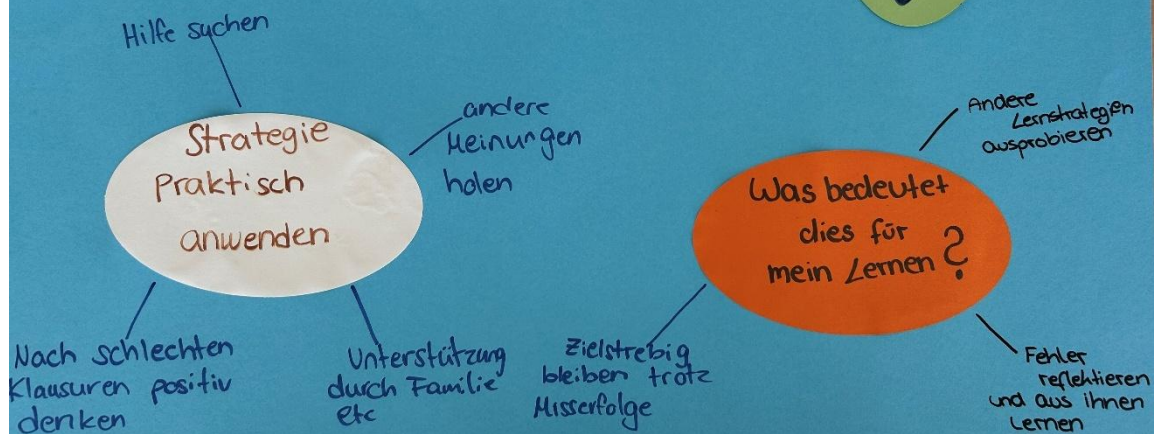 Hilfe suchen
Strategie
Praktisch
anwenden
andere
Meinungen
holen
Nach schlechten
Klausuren positiv
denken
Unterstützung
durch Familie
etc
Was bedeutet
dies für
mein Lernen ?
Andere
Lernstrategien
ausprobieren
Zielstrebig
bleiben trotz
Misserfolge
Fehler
reflektieren
und aus ihnen
Lernen